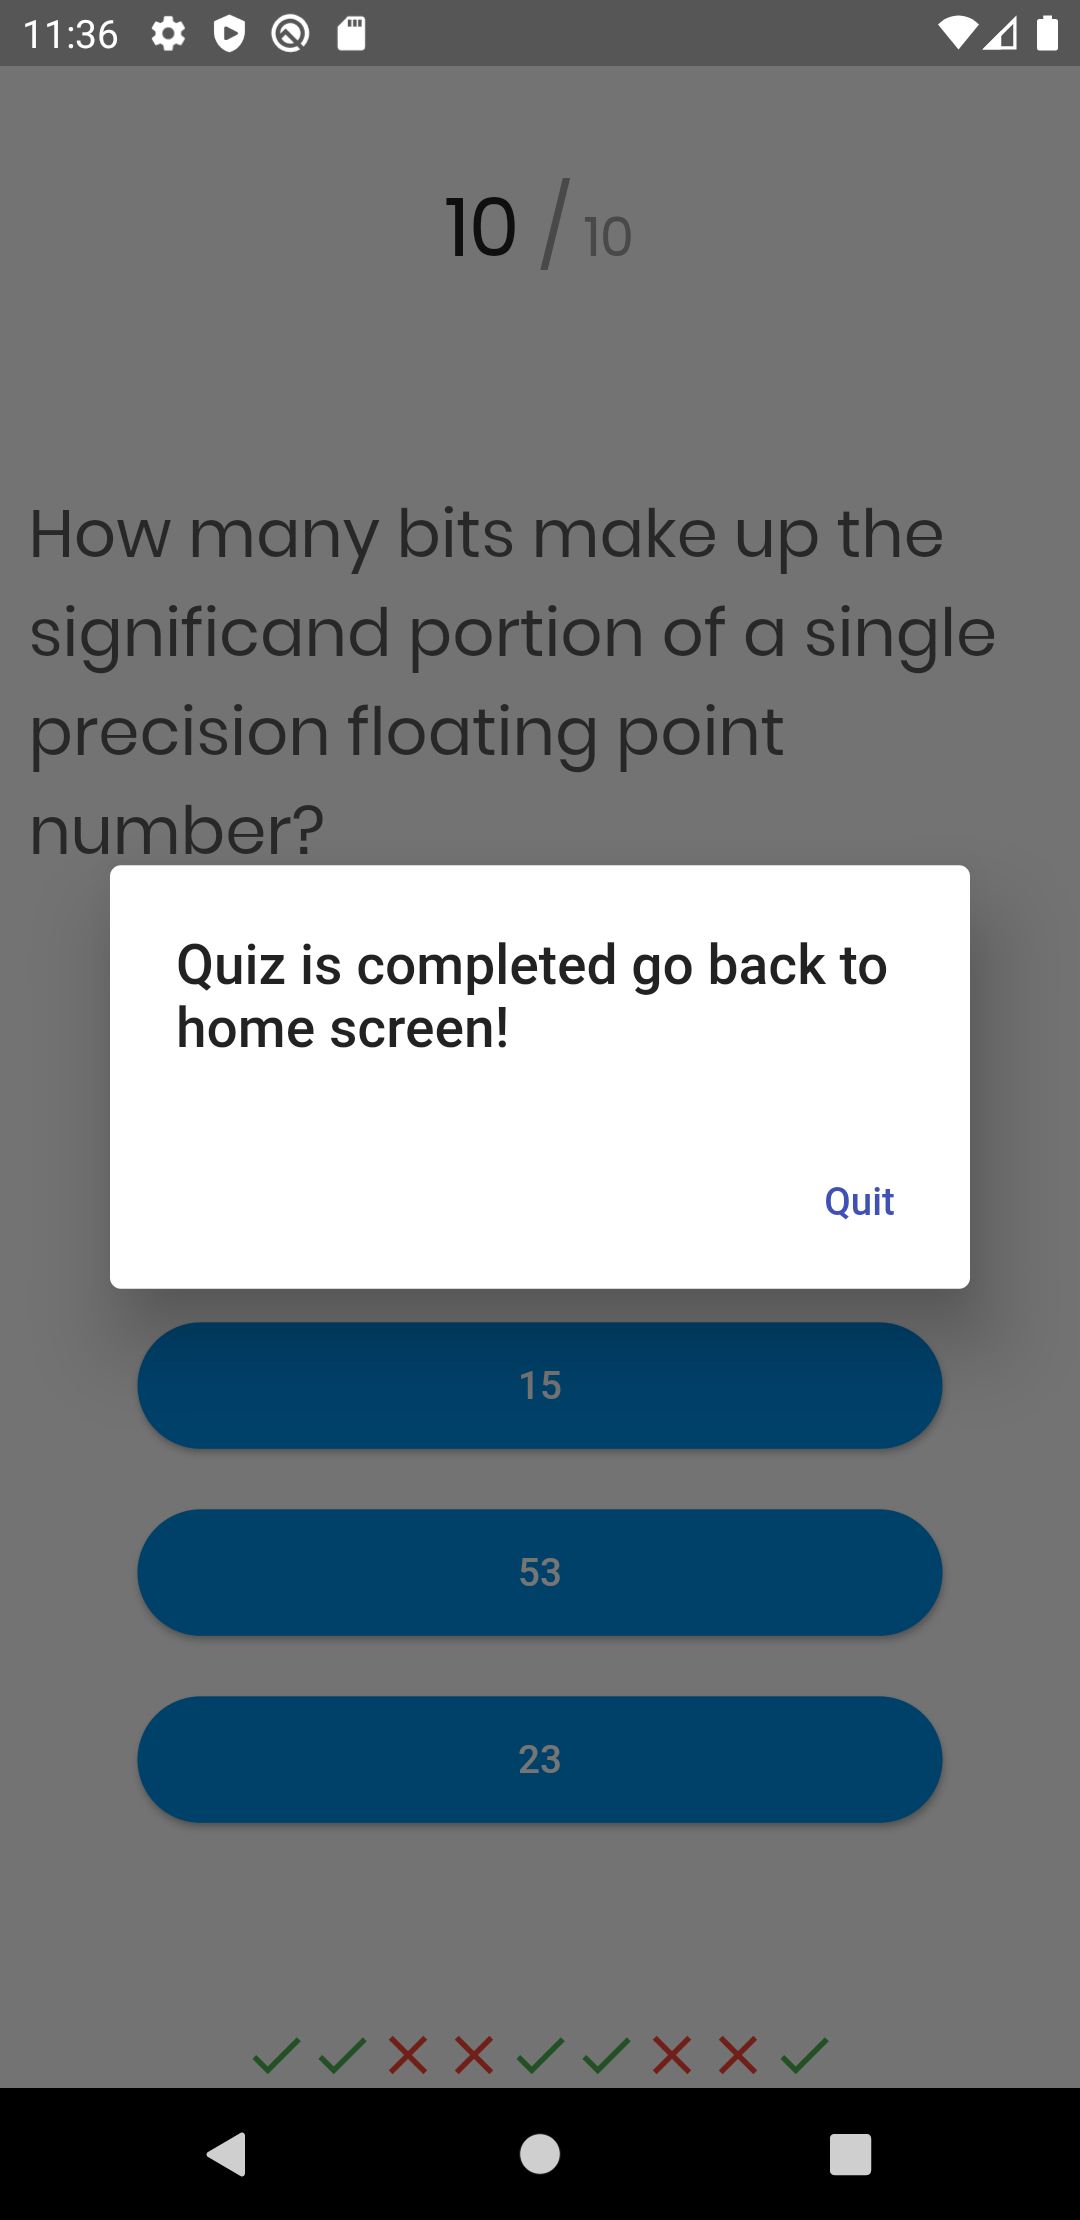 11:36
10 / 10
How many bits make up the
significand portion of a single
precision floating point
number?
Quiz is completed go back to
home screen!
Quit
15
53
23